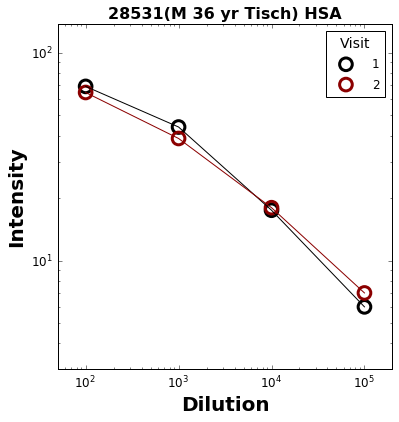 28531(M 36 yr Tisch) HSA
Visit
1
2
Intensity
10²
10¹
10² 10³ 10⁴ 10⁵
Dilution